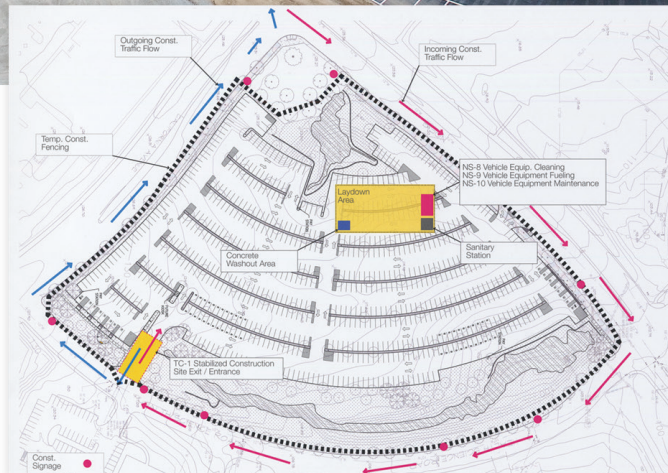 Outgoing Const.
Traffic Flow
Incoming Const.
Traffic Flow
Temp. Const.
Fencing
NS-8 Vehicle Equip. Cleaning
NS-9 Vehicle Equipment Fueling
NS-10 Vehicle Equipment Maintenance
Laydown
Area
Concrete
Washout Area
Sanitary
Station
TC-1 Stabilized Construction
Site Exit / Entrance
Const.
Signage